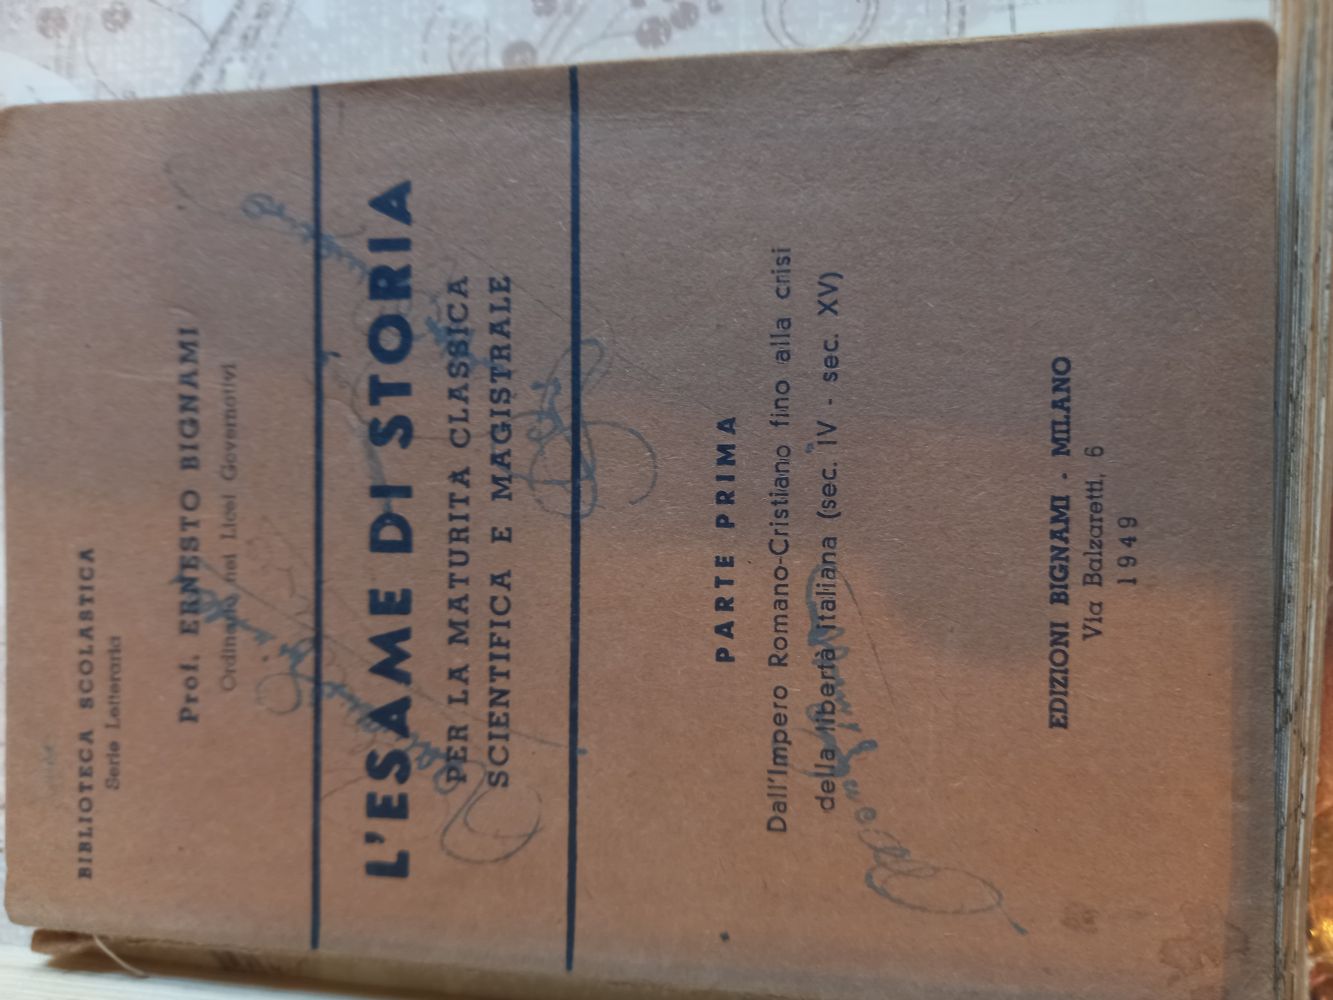 BIBLIOTECA SCOLASTICA
Serie Letteraria
Prof. ERNESTO BIGNAMI
Ordinario nei Licei Governativi
L'ESAME DI STORIA
PER LA MATURITÀ CLASSICA
SCIENTIFICA E MAGISTRALE
PARTE PRIMA
Dall'Impero Romano-Cristiano fino alla crisi
della libertà italiana (sec. IV - sec. XV)
EDIZIONI BIGNAMI - MILANO
Via Balzaretti, 6
1949